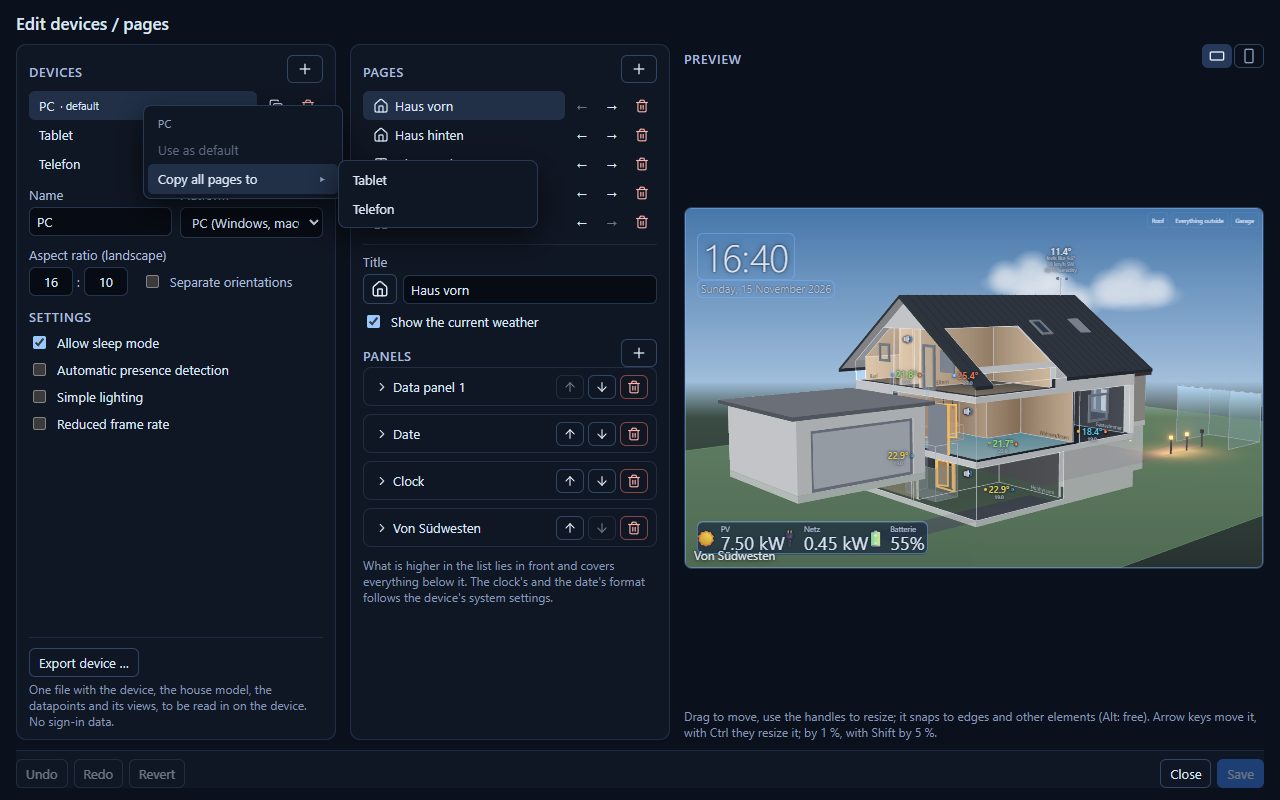 Edit devices / pages
DEVICES
PC · default
Tablet
Telefon
PC
Use as default
Copy all pages to
Tablet
Telefon
Name
PC
PC (Windows, mac
Aspect ratio (landscape)
16 : 10
Separate orientations
SETTINGS
Allow sleep mode
Automatic presence detection
Simple lighting
Reduced frame rate
Export device ...
One file with the device, the house model, the
datapoints and its views, to be read in on the device.
No sign-in data.
PAGES
Haus vorn
Haus hinten
Title
Haus vorn
Show the current weather
PANELS
Data panel 1
Date
Clock
Von Südwesten
What is higher in the list lies in front and covers
everything below it. The clock's and the date's format
follows the device's system settings.
PREVIEW
Roof Everything outside Garage
16:40
Sunday, 15 November 2026
11.4°
21.8°
25.4°
21.7°
18.4°
22.9°
22.9°
PV
7.50 kW
Netz
0.45 kW
Batterie
55%
Von Südwesten
Drag to move, use the handles to resize; it snaps to edges and other elements (Alt: free). Arrow keys move it,
with Ctrl they resize it; by 1 %, with Shift by 5 %.
Undo
Redo
Revert
Close
Save